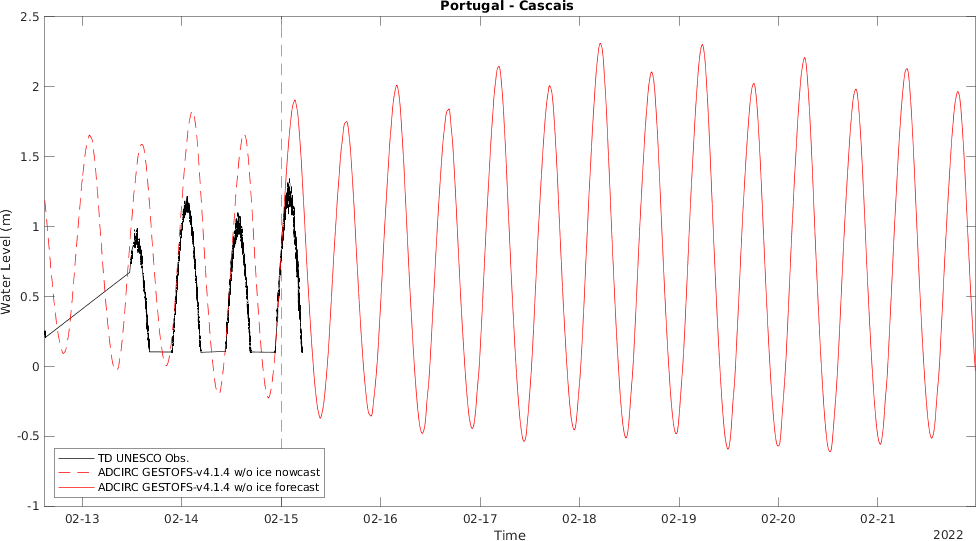 Portugal - Cascais
2.5
2
1.5
1
0.5
0
-0.5
-1
Water Level (m)
TD UNESCO Obs.
ADCIRC GESTOFS-v4.1.4 w/o ice nowcast
ADCIRC GESTOFS-v4.1.4 w/o ice forecast
02-13 02-14 02-15 02-16 02-17 02-18 02-19 02-20 02-21
Time
2022